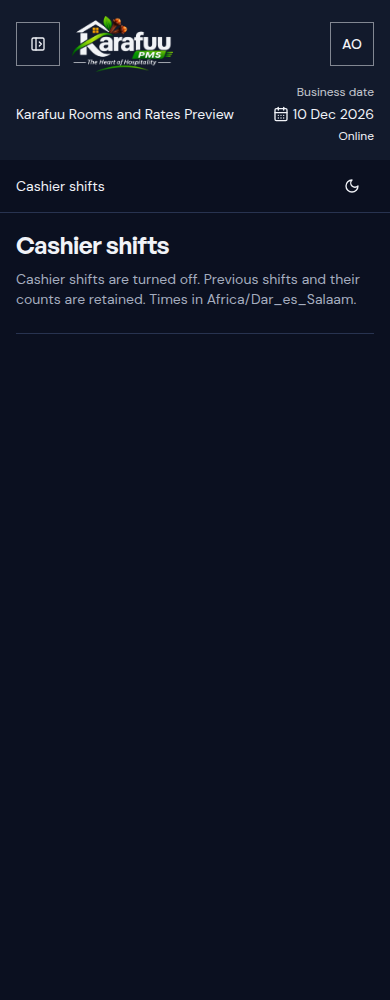 Karafuu
PMS
The Heart of Hospitality
AO
Business date
Karafuu Rooms and Rates Preview
10 Dec 2026
Online
Cashier shifts
Cashier shifts
Cashier shifts are turned off. Previous shifts and their
counts are retained. Times in Africa/Dar_es_Salaam.